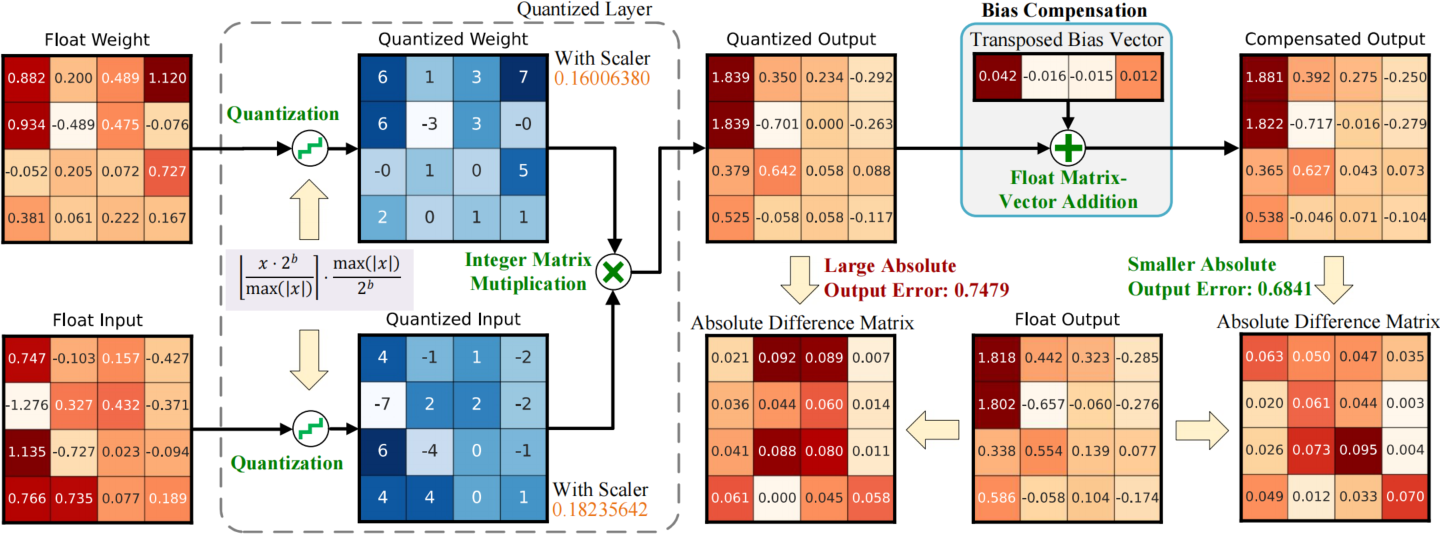 Quantized Layer
Bias Compensation
Float Weight
Quantized Weight
Quantized Output
Transposed Bias Vector
Compensated Output
0.882 0.200 0.489 1.120
0.934 -0.489 0.475 -0.076
-0.052 0.205 0.072 0.727
0.381 0.061 0.222 0.167
Quantization
6 1 3 7
6 -3 3 -0
-0 1 0 5
2 0 1 1
With Scaler
0.16006380
1.839 0.350 0.234 -0.292
1.839 -0.701 0.000 -0.263
0.379 0.642 0.058 0.088
0.525 -0.058 0.058 -0.117
0.042 -0.016 -0.015 0.012
Float Matrix-
Vector Addition
1.881 0.392 0.275 -0.250
1.822 -0.717 -0.016 -0.279
0.365 0.627 0.043 0.073
0.538 -0.046 0.071 -0.104
⌊x · 2^b / max(|x|)⌉ · max(|x|) / 2^b
Integer Matrix
Mutiplication
Large Absolute
Output Error: 0.7479
Smaller Absolute
Output Error: 0.6841
Float Input
Quantized Input
Absolute Difference Matrix
Float Output
Absolute Difference Matrix
0.747 -0.103 0.157 -0.427
-1.276 0.327 0.432 -0.371
1.135 -0.727 0.023 -0.094
0.766 0.735 0.077 0.189
Quantization
4 -1 1 -2
-7 2 2 -2
6 -4 0 -1
4 4 0 1
With Scaler
0.18235642
0.021 0.092 0.089 0.007
0.036 0.044 0.060 0.014
0.041 0.088 0.080 0.011
0.061 0.000 0.045 0.058
1.818 0.442 0.323 -0.285
1.802 -0.657 -0.060 -0.276
0.338 0.554 0.139 0.077
0.586 -0.058 0.104 -0.174
0.063 0.050 0.047 0.035
0.020 0.061 0.044 0.003
0.026 0.073 0.095 0.004
0.049 0.012 0.033 0.070